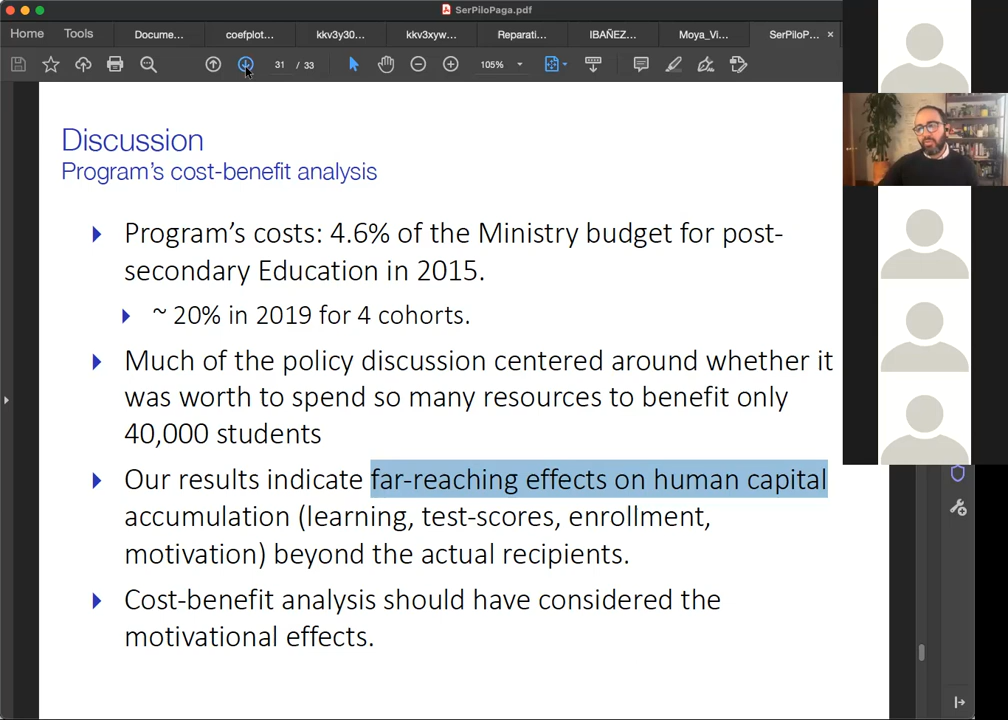 SerPiloPaga.pdf
Home Tools Docume... coefplot... kkv3y30... kkv3xyw... Reparati... IBAÑEZ... Moya_Vi... SerPiloP... ×
31 / 33 105%
Discussion
Program's cost-benefit analysis
Program's costs: 4.6% of the Ministry budget for post-
secondary Education in 2015.
~ 20% in 2019 for 4 cohorts.
Much of the policy discussion centered around whether it
was worth to spend so many resources to benefit only
40,000 students
Our results indicate far-reaching effects on human capital
accumulation (learning, test-scores, enrollment,
motivation) beyond the actual recipients.
Cost-benefit analysis should have considered the
motivational effects.